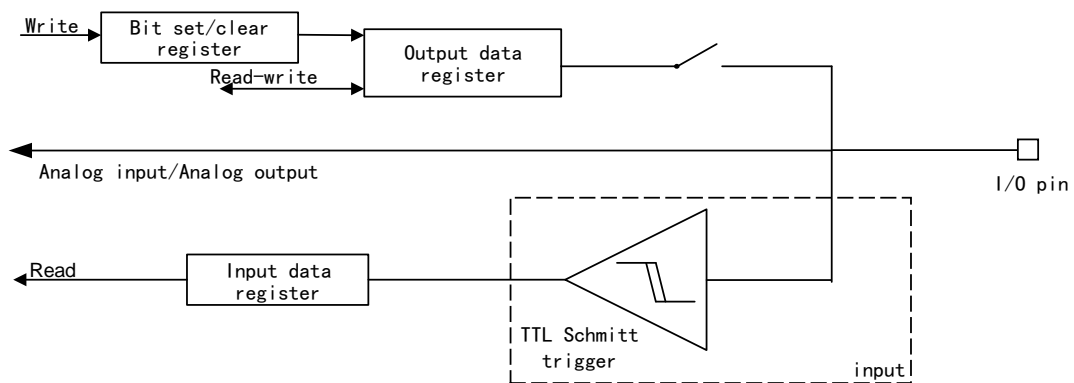 Write
Bit set/clear
register
Output data
register
Read-write
Analog input/Analog output
I/O pin
Read
Input data
register
TTL Schmitt
trigger
input